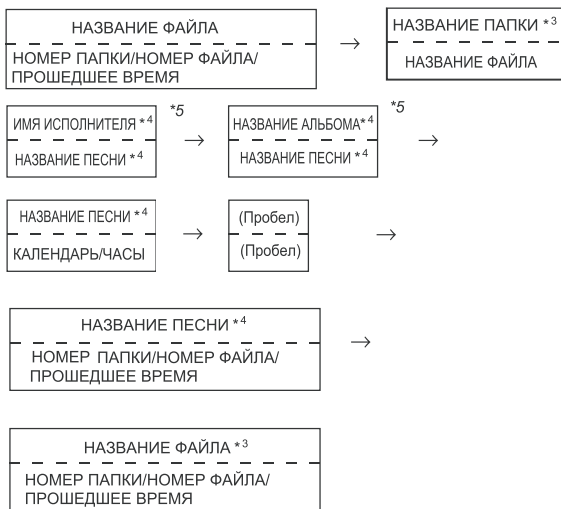 НАЗВАНИЕ ФАЙЛА
НОМЕР ПАПКИ/НОМЕР ФАЙЛА/
ПРОШЕДШЕЕ ВРЕМЯ
→
НАЗВАНИЕ ПАПКИ *3
НАЗВАНИЕ ФАЙЛА
ИМЯ ИСПОЛНИТЕЛЯ *4
НАЗВАНИЕ ПЕСНИ *4
*5
→
НАЗВАНИЕ АЛЬБОМА*4
НАЗВАНИЕ ПЕСНИ *4
*5
→
НАЗВАНИЕ ПЕСНИ *4
КАЛЕНДАРЬ/ЧАСЫ
→
(Пробел)
(Пробел)
→
НАЗВАНИЕ ПЕСНИ *4
НОМЕР ПАПКИ/НОМЕР ФАЙЛА/
ПРОШЕДШЕЕ ВРЕМЯ
→
НАЗВАНИЕ ФАЙЛА *3
НОМЕР ПАПКИ/НОМЕР ФАЙЛА/
ПРОШЕДШЕЕ ВРЕМЯ